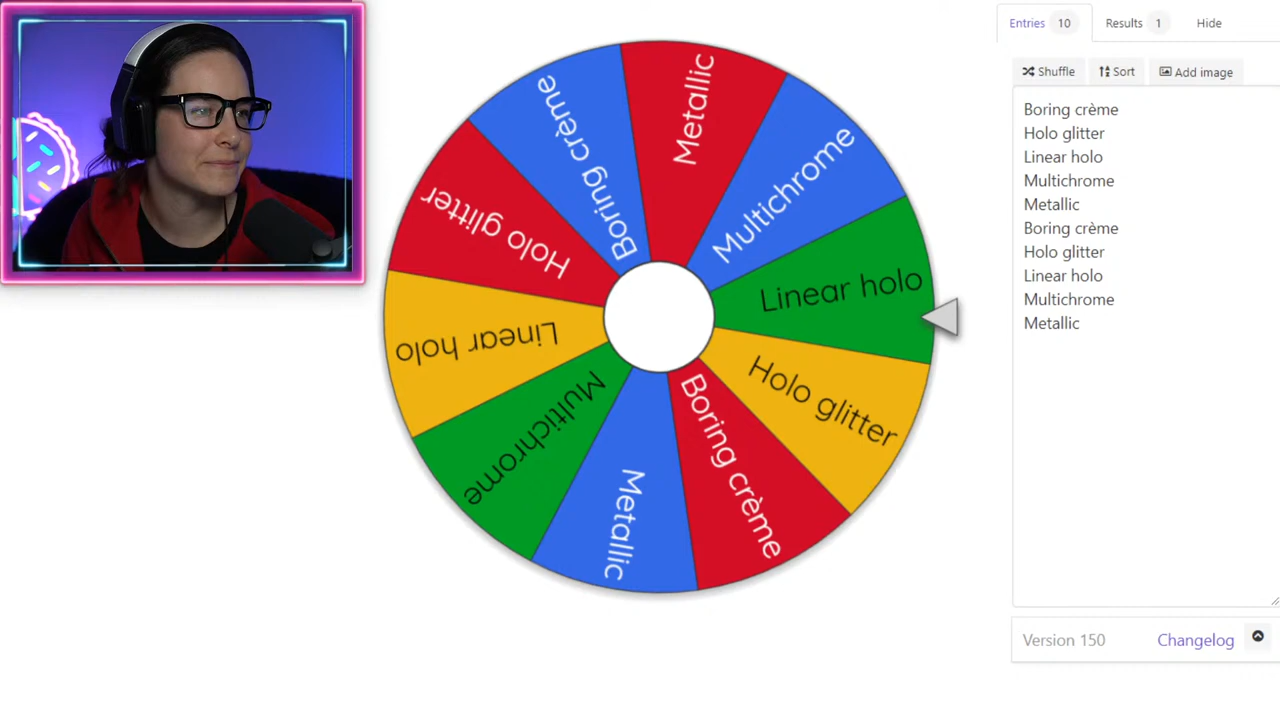 Metallic
Multichrome
Linear holo
Holo glitter
Boring crème
Metallic
Multichrome
Linear holo
Holo glitter
Boring crème
Entries 10
Results 1
Hide
Shuffle
Sort
Add image
Boring crème
Holo glitter
Linear holo
Multichrome
Metallic
Boring crème
Holo glitter
Linear holo
Multichrome
Metallic
Version 150
Changelog